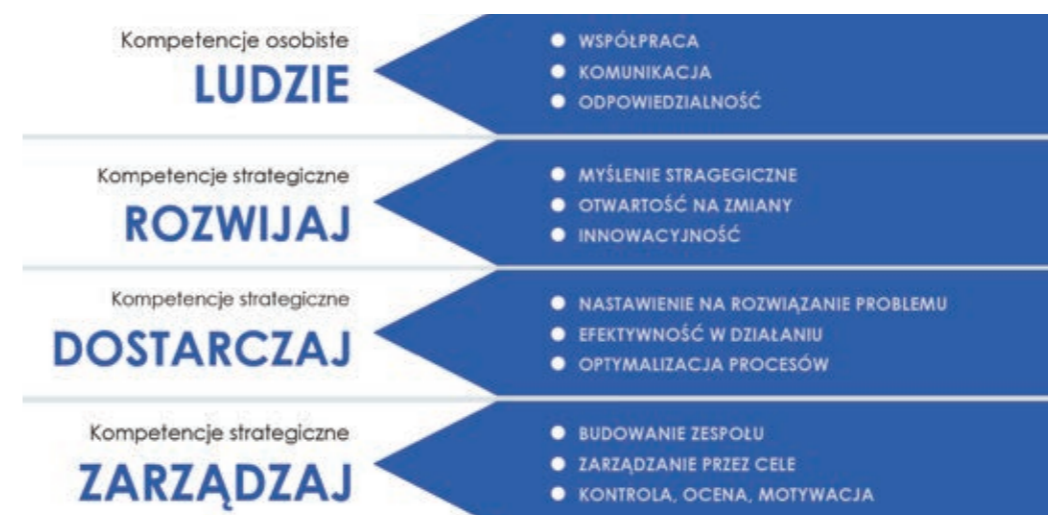 Kompetencje osobiste
LUDZIE
WSPÓŁPRACA
KOMUNIKACJA
ODPOWIEDZIALNOŚĆ
Kompetencje strategiczne
ROZWIJAJ
MYŚLENIE STRAGEGICZNE
OTWARTOŚĆ NA ZMIANY
INNOWACYJNOŚĆ
Kompetencje strategiczne
DOSTARCZAJ
NASTAWIENIE NA ROZWIĄZANIE PROBLEMU
EFEKTYWNOŚĆ W DZIAŁANIU
OPTYMALIZACJA PROCESÓW
Kompetencje strategiczne
ZARZĄDZAJ
BUDOWANIE ZESPOŁU
ZARZĄDZANIE PRZEZ CELE
KONTROLA, OCENA, MOTYWACJA